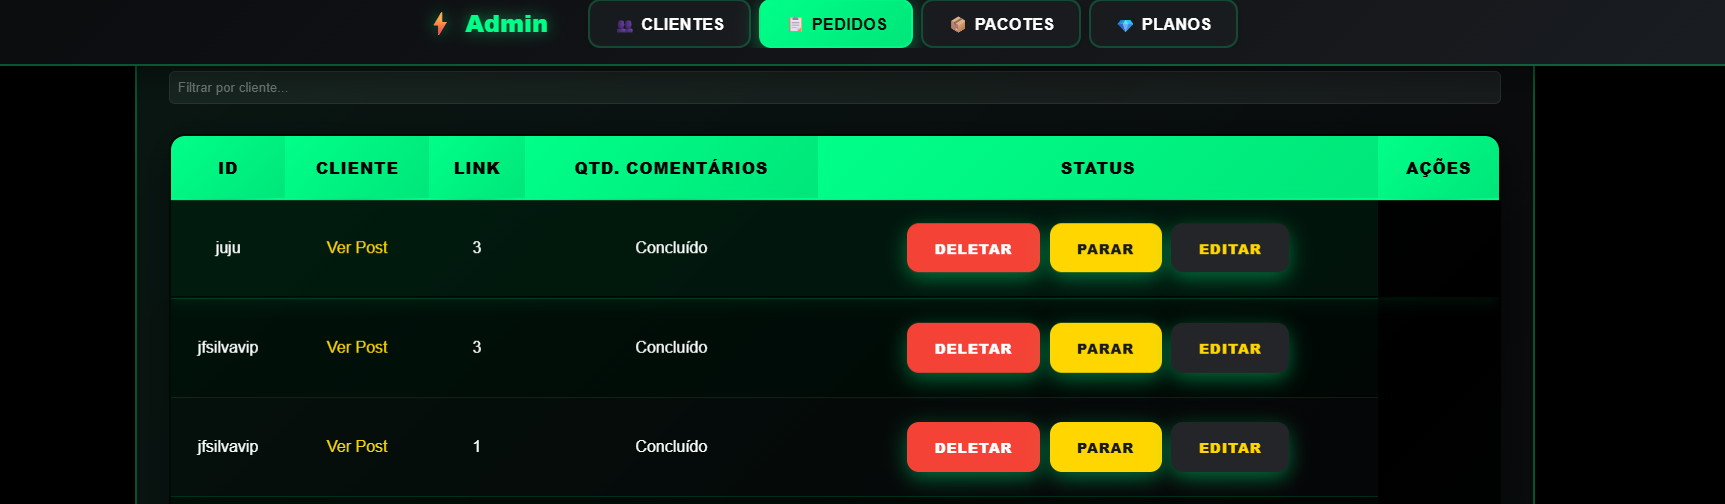 Admin CLIENTES PEDIDOS PACOTES PLANOS
Filtrar por cliente...
ID CLIENTE LINK QTD. COMENTÁRIOS STATUS AÇÕES
juju Ver Post 3 Concluído DELETAR PARAR EDITAR
jfsilvavip Ver Post 3 Concluído DELETAR PARAR EDITAR
jfsilvavip Ver Post 1 Concluído DELETAR PARAR EDITAR